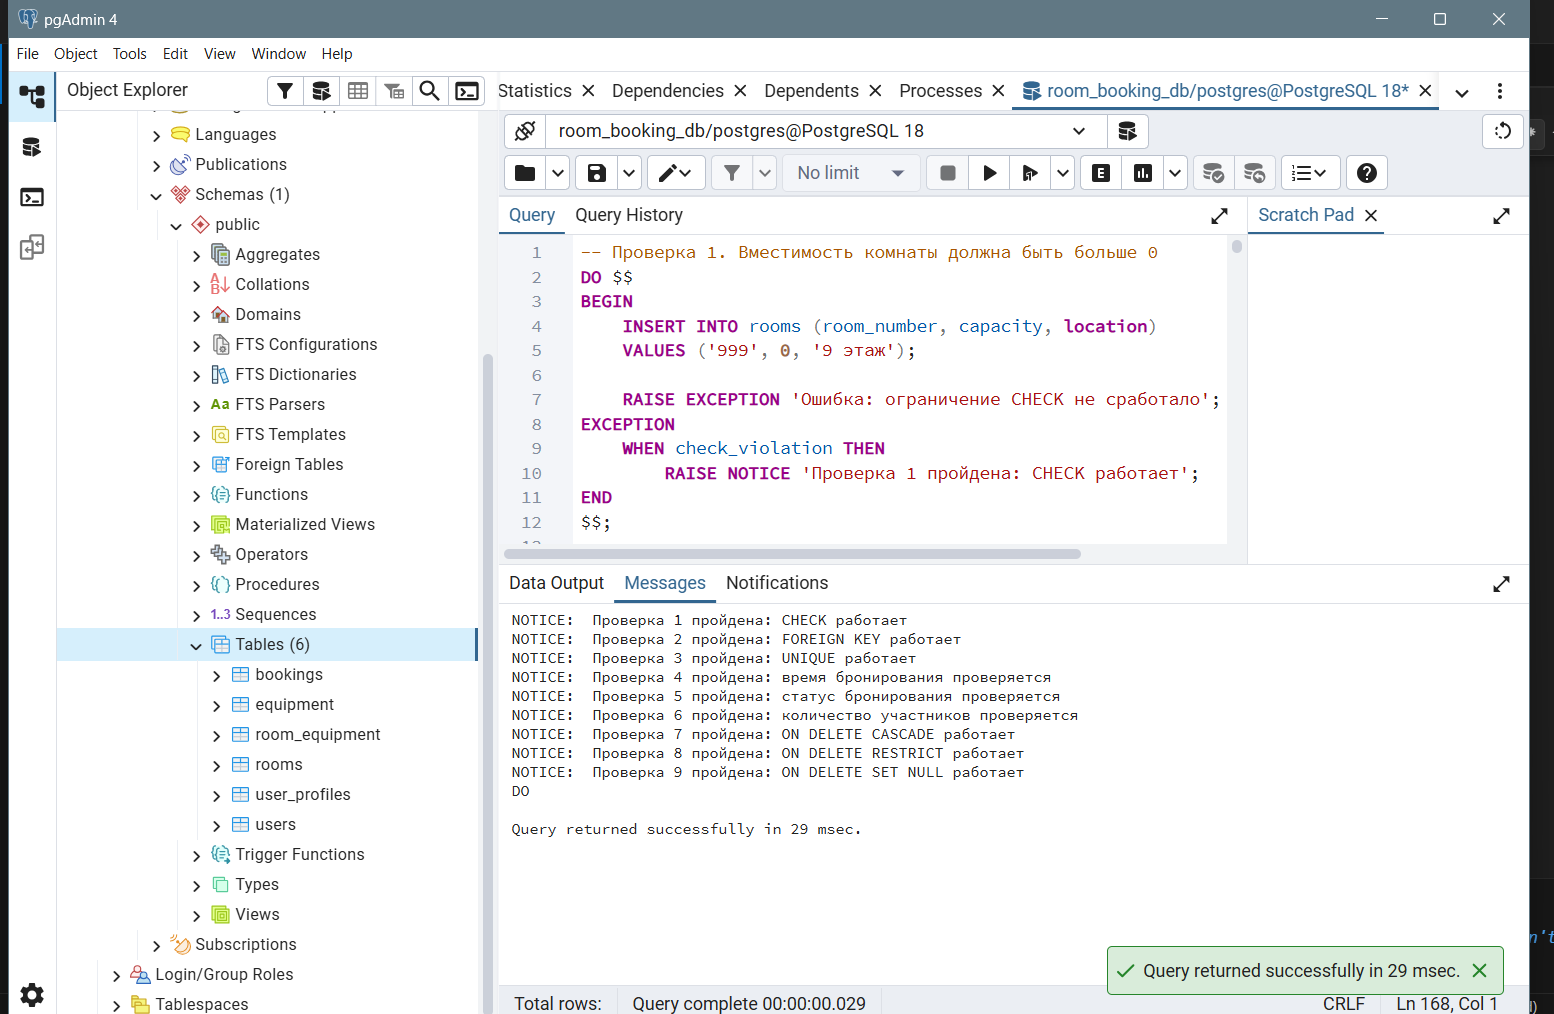 pgAdmin 4
File Object Tools Edit View Window Help
Object Explorer
Languages
Publications
Schemas (1)
public
Aggregates
Collations
Domains
FTS Configurations
FTS Dictionaries
Aa FTS Parsers
FTS Templates
Foreign Tables
Functions
Materialized Views
Operators
Procedures
1..3 Sequences
Tables (6)
bookings
equipment
room_equipment
rooms
user_profiles
users
Trigger Functions
Types
Views
Subscriptions
Login/Group Roles
Tablespaces
Statistics Dependencies Dependents Processes room_booking_db/postgres@PostgreSQL 18*
room_booking_db/postgres@PostgreSQL 18
No limit
E
Query Query History
Scratch Pad
1 -- Проверка 1. Вместимость комнаты должна быть больше 0
2 DO $$
3 BEGIN
4 INSERT INTO rooms (room_number, capacity, location)
5 VALUES ('999', 0, '9 этаж');
6
7 RAISE EXCEPTION 'Ошибка: ограничение CHECK не сработало';
8 EXCEPTION
9 WHEN check_violation THEN
10 RAISE NOTICE 'Проверка 1 пройдена: CHECK работает';
11 END
12 $$;
Data Output Messages Notifications
NOTICE: Проверка 1 пройдена: CHECK работает
NOTICE: Проверка 2 пройдена: FOREIGN KEY работает
NOTICE: Проверка 3 пройдена: UNIQUE работает
NOTICE: Проверка 4 пройдена: время бронирования проверяется
NOTICE: Проверка 5 пройдена: статус бронирования проверяется
NOTICE: Проверка 6 пройдена: количество участников проверяется
NOTICE: Проверка 7 пройдена: ON DELETE CASCADE работает
NOTICE: Проверка 8 пройдена: ON DELETE RESTRICT работает
NOTICE: Проверка 9 пройдена: ON DELETE SET NULL работает
DO
Query returned successfully in 29 msec.
Query returned successfully in 29 msec.
Total rows: Query complete 00:00:00.029 CRLF Ln 168, Col 1